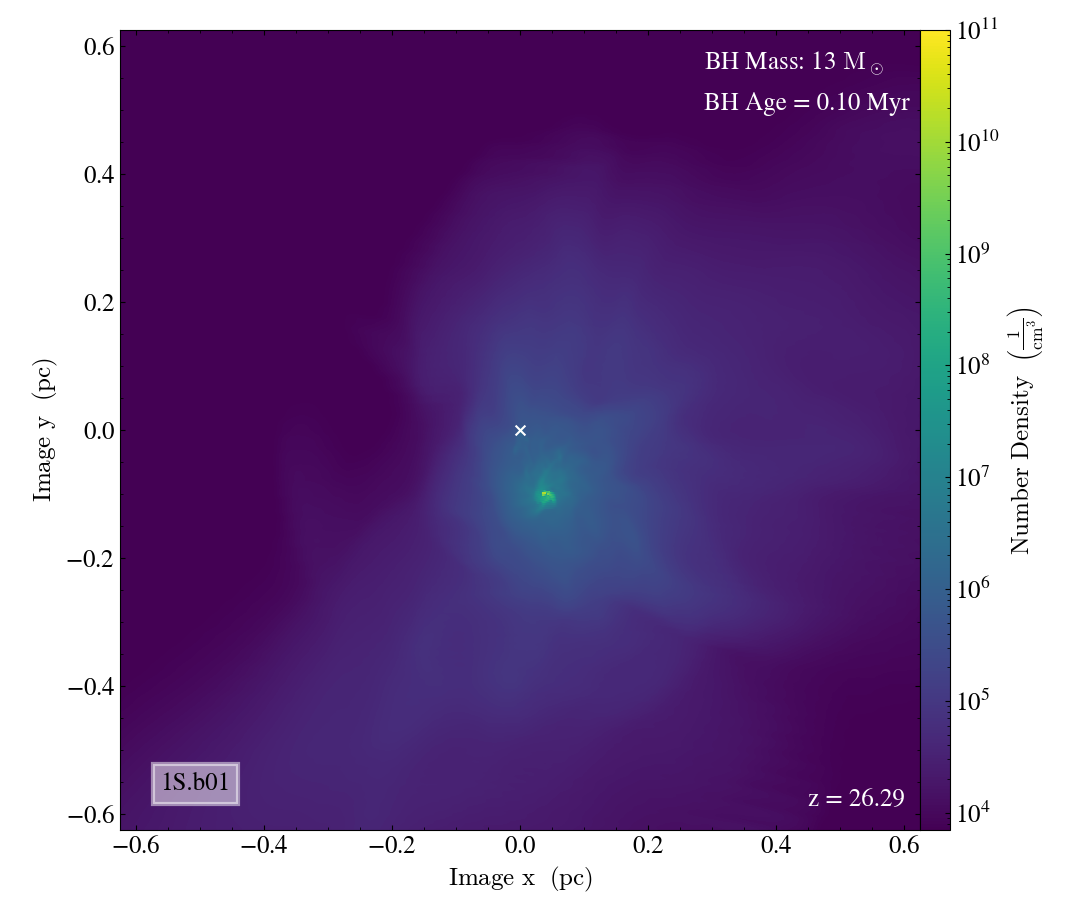 BH Mass: 13 M⊙
BH Age = 0.10 Myr
0.6
0.4
0.2
0.0
−0.2
−0.4
−0.6
Image y (pc)
1S.b01
z = 26.29
−0.6 −0.4 −0.2 0.0 0.2 0.4 0.6
Image x (pc)
10¹¹
10¹⁰
10⁹
10⁸
10⁷
10⁶
10⁵
10⁴
Number Density (1/cm³)